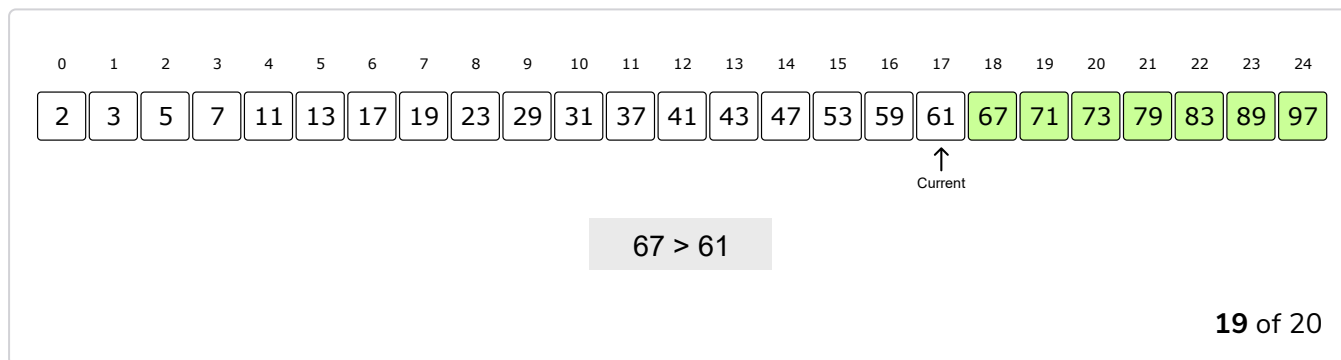 0 1 2 3 4 5 6 7 8 9 10 11 12 13 14 15 16 17 18 19 20 21 22 23 24
2 3 5 7 11 13 17 19 23 29 31 37 41 43 47 53 59 61 67 71 73 79 83 89 97
Current
67 > 61
19 of 20